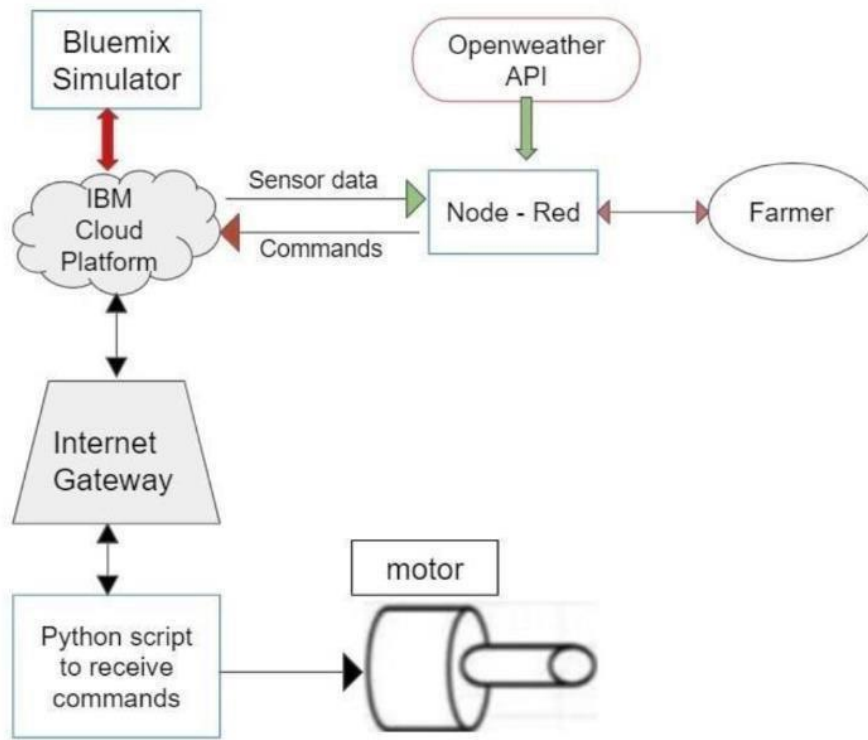 Bluemix
Simulator
Openweather
API
IBM
Cloud
Platform
Sensor data
Commands
Node - Red
Farmer
Internet
Gateway
motor
Python script
to receive
commands